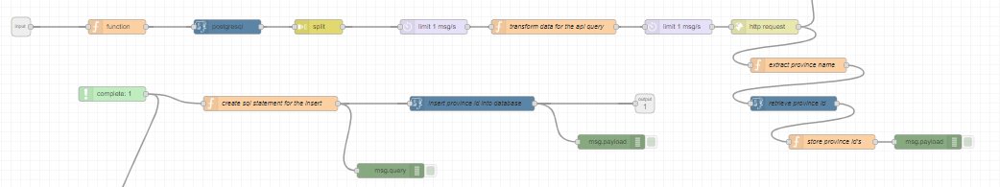 input
function
postgresql
split
limit 1 msg/s
transform data for the api query
limit 1 msg/s
http request
extract province name
complete: 1
create sql statement for the insert
insert province id into database
output
1
retrieve province id
msg.payload
store province id's
msg.payload
msg.query